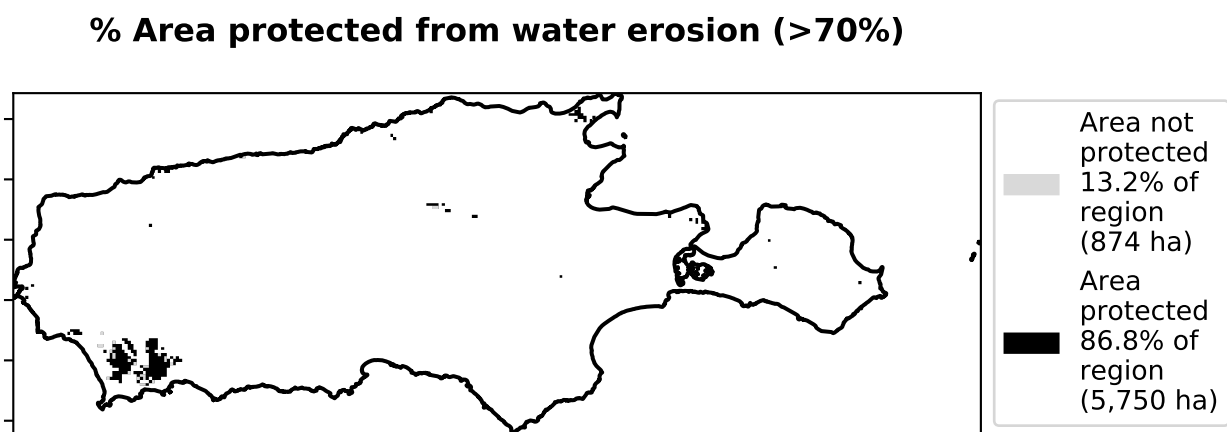 % Area protected from water erosion (>70%)
Area not
protected
13.2% of
region
(874 ha)
Area
protected
86.8% of
region
(5,750 ha)